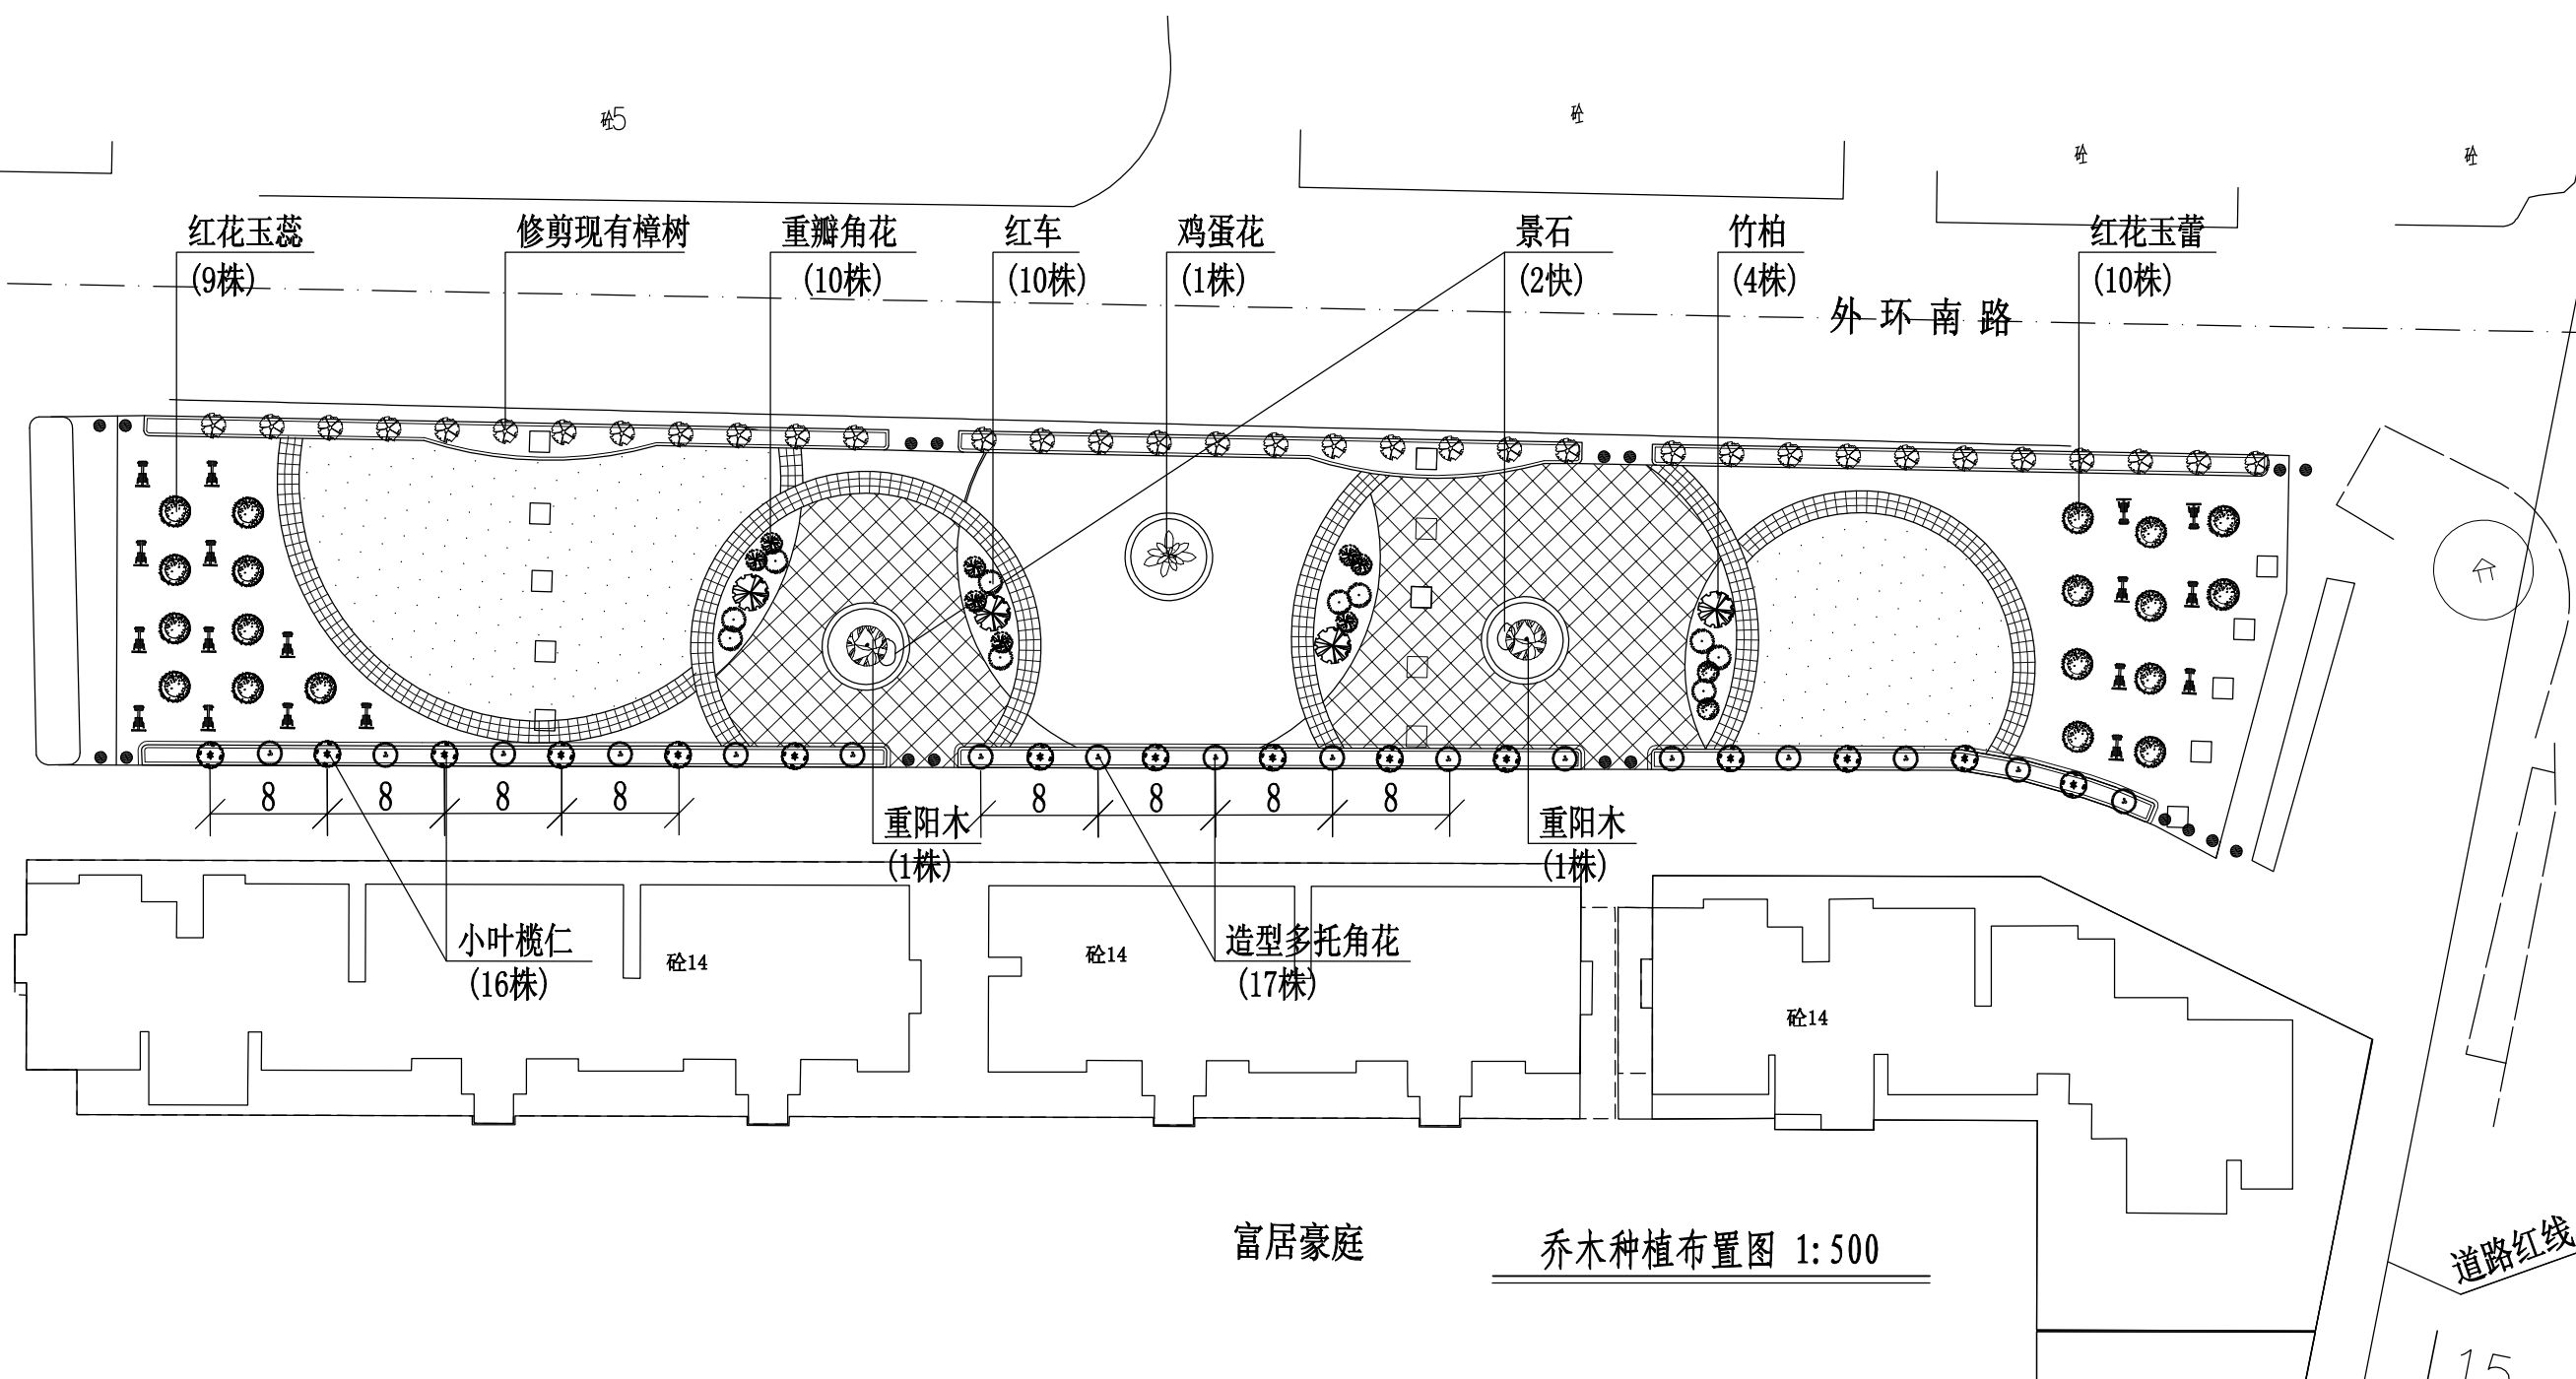 砼5
砼
砼
砼
红花玉蕊
(9株)
修剪现有樟树
重瓣角花
(10株)
红车
(10株)
鸡蛋花
(1株)
景石
(2快)
竹柏
(4株)
红花玉蕾
(10株)
外环南路
8
8
8
8
8
8
8
8
重阳木
(1株)
重阳木
(1株)
小叶榄仁
(16株)
造型多托角花
(17株)
砼14
砼14
砼14
富居豪庭
乔木种植布置图 1:500
道路红线
15